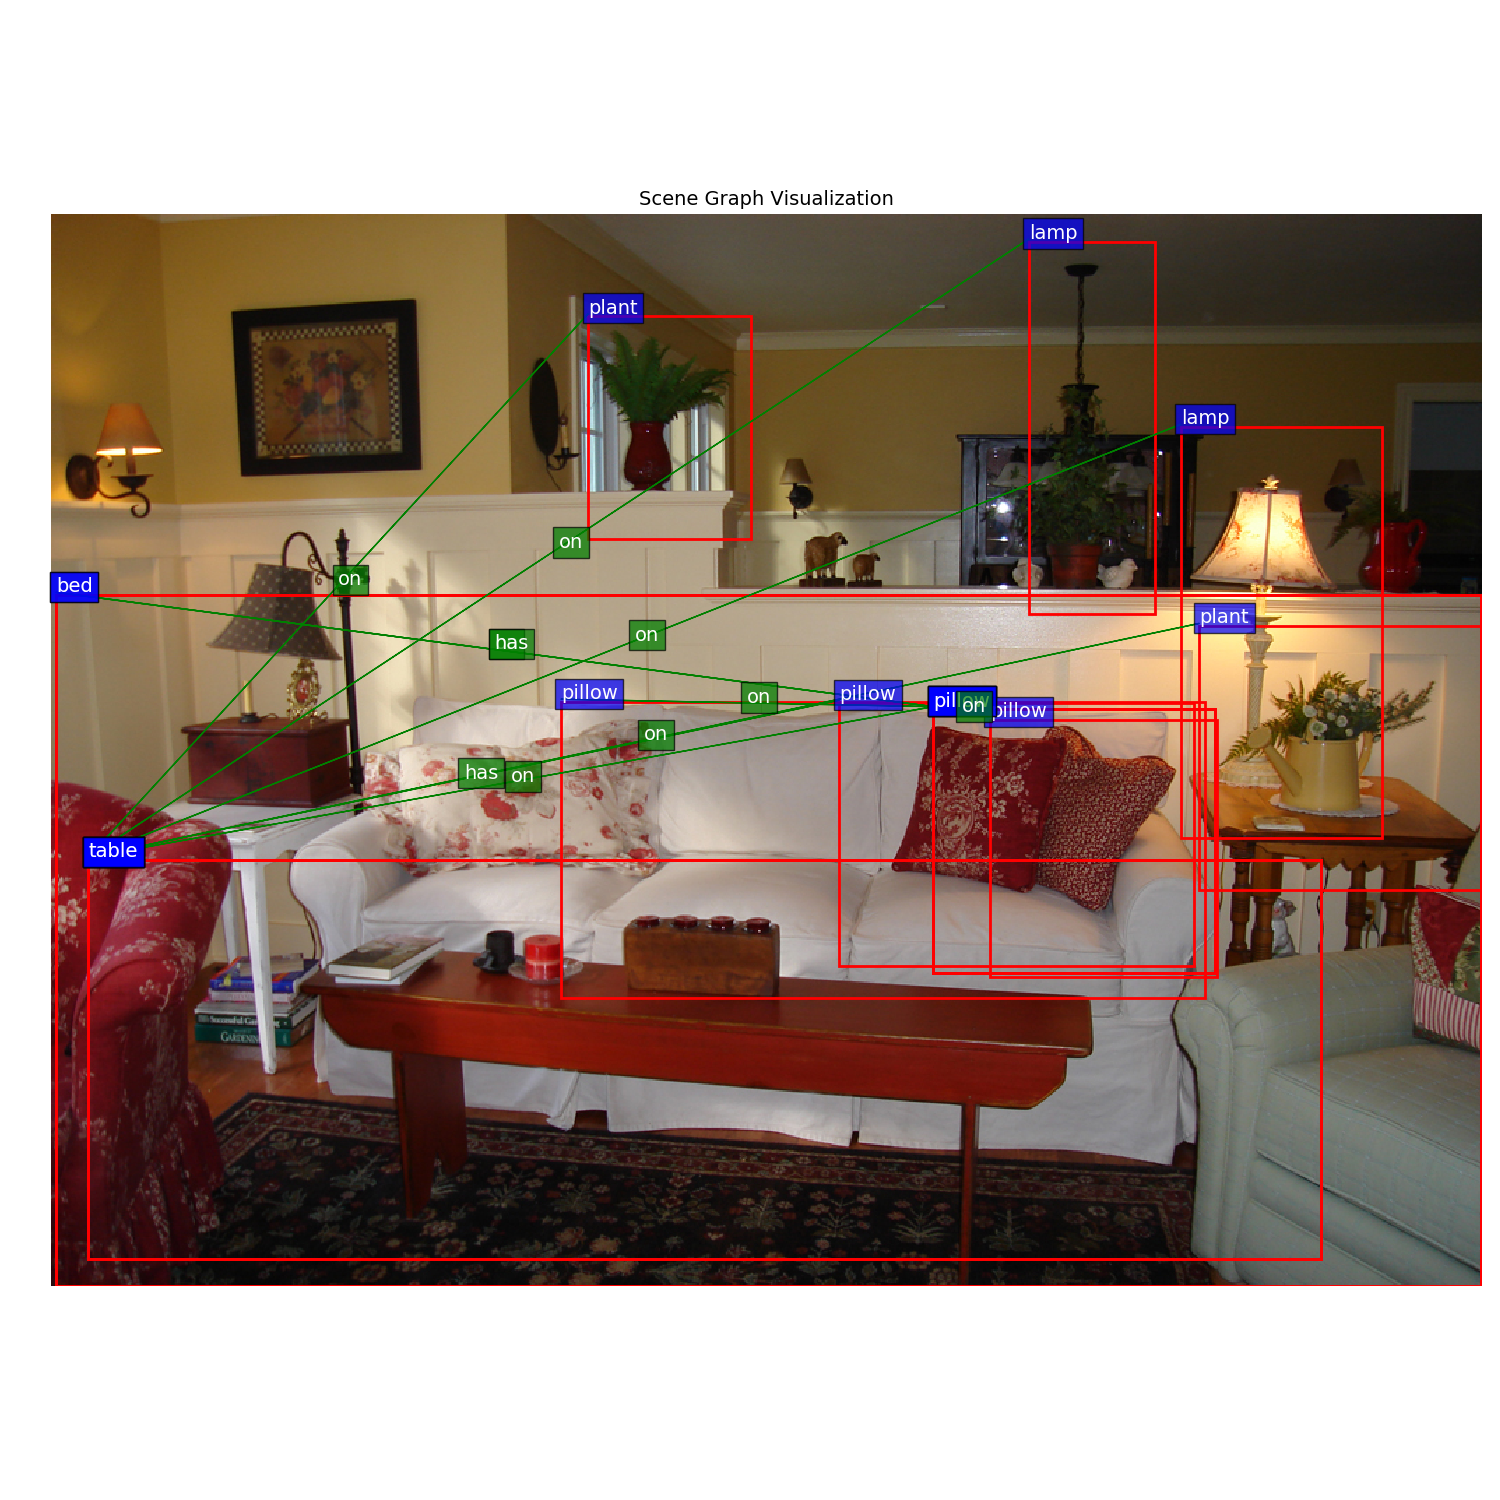 Scene Graph Visualization
lamp
plant
lamp
on
on
bed
plant
on
has
pillow
pillow
on
pillow
on
pillow
on
has
on
table
GARDENING